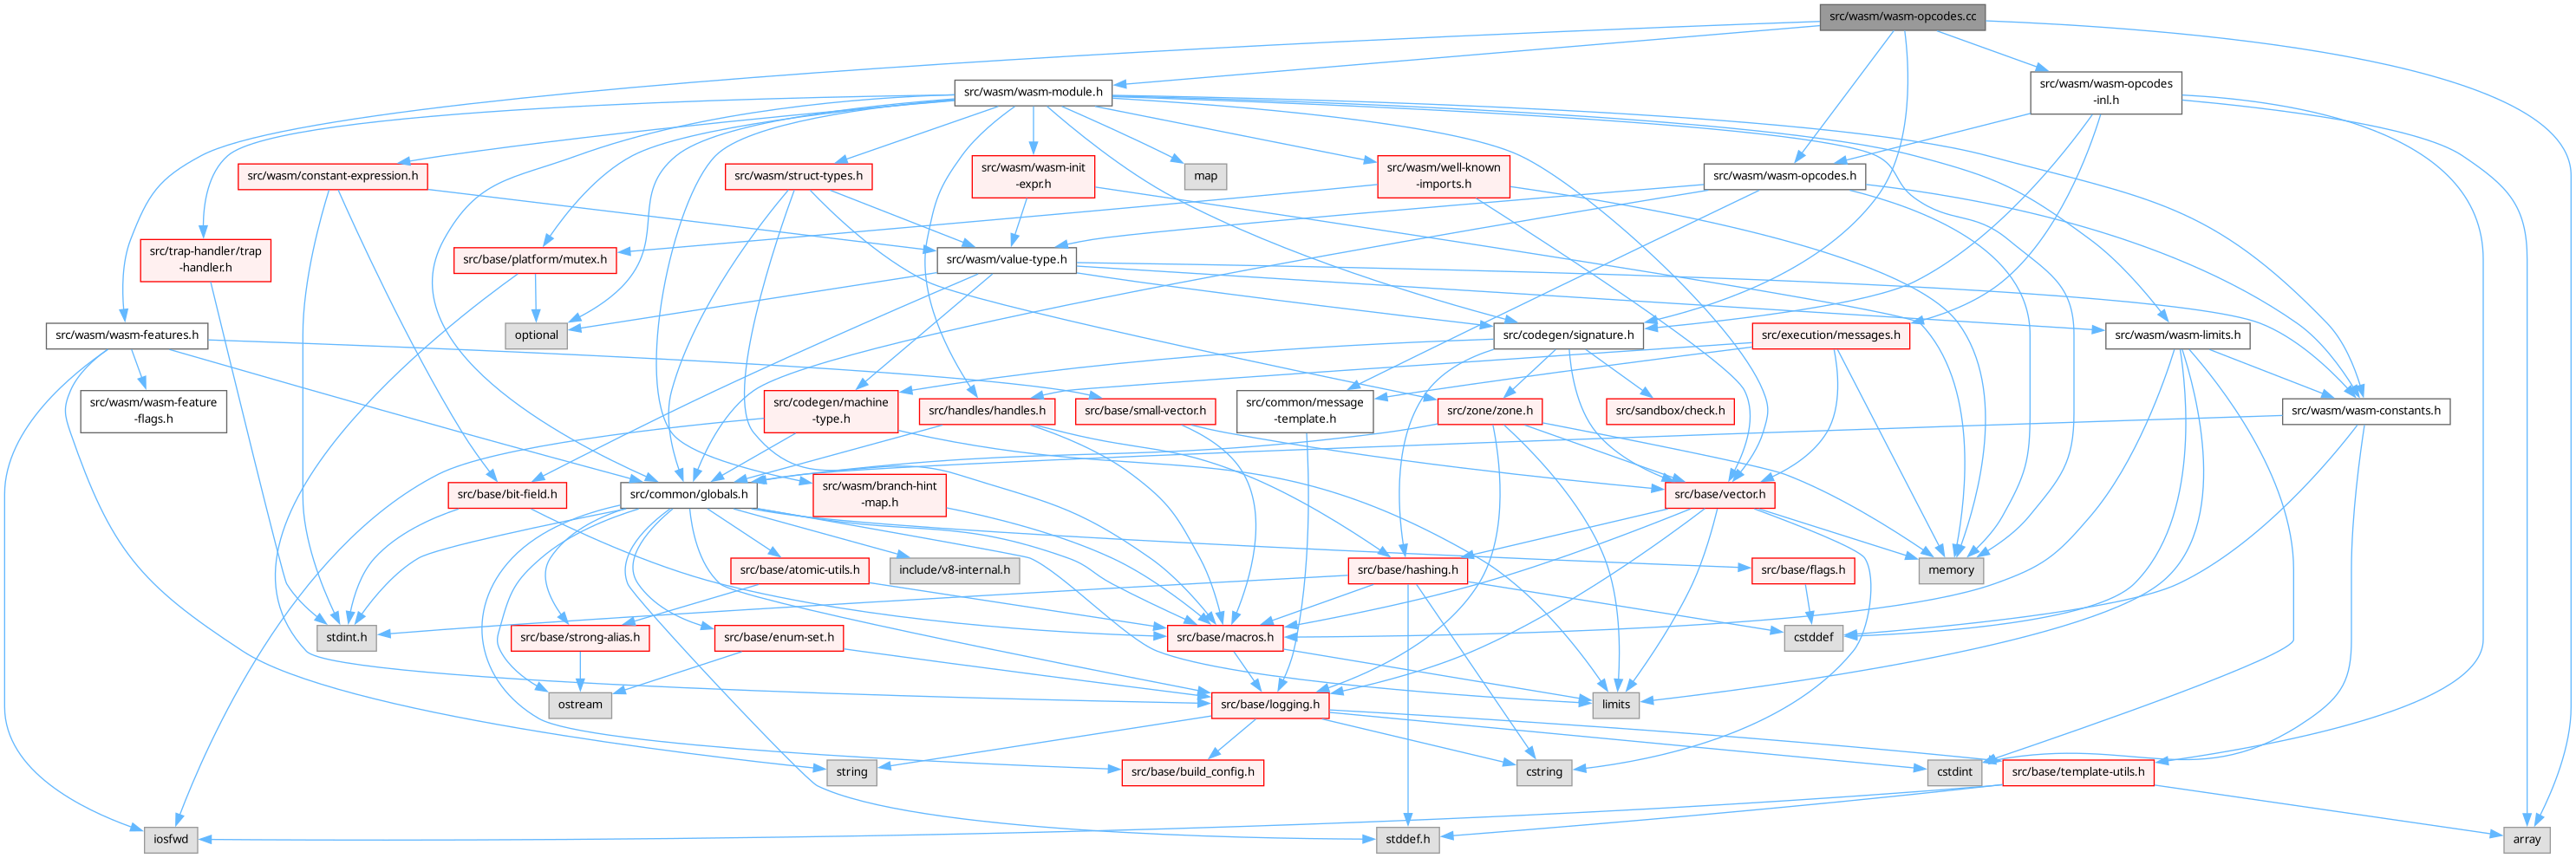 src/wasm/wasm-opcodes.cc
src/wasm/wasm-module.h
src/wasm/wasm-opcodes
-inl.h
src/wasm/constant-expression.h
src/wasm/struct-types.h
src/wasm/wasm-init
-expr.h
map
src/wasm/well-known
-imports.h
src/wasm/wasm-opcodes.h
src/trap-handler/trap
-handler.h
src/base/platform/mutex.h
src/wasm/value-type.h
src/wasm/wasm-features.h
optional
src/codegen/signature.h
src/execution/messages.h
src/wasm/wasm-limits.h
src/wasm/wasm-feature
-flags.h
src/codegen/machine
-type.h
src/handles/handles.h
src/base/small-vector.h
src/common/message
-template.h
src/zone/zone.h
src/sandbox/check.h
src/wasm/wasm-constants.h
src/base/bit-field.h
src/common/globals.h
src/wasm/branch-hint
-map.h
src/base/vector.h
src/base/atomic-utils.h
include/v8-internal.h
src/base/hashing.h
src/base/flags.h
memory
stdint.h
src/base/strong-alias.h
src/base/enum-set.h
src/base/macros.h
cstddef
ostream
src/base/logging.h
limits
string
src/base/build_config.h
cstring
cstdint
src/base/template-utils.h
iosfwd
stddef.h
array